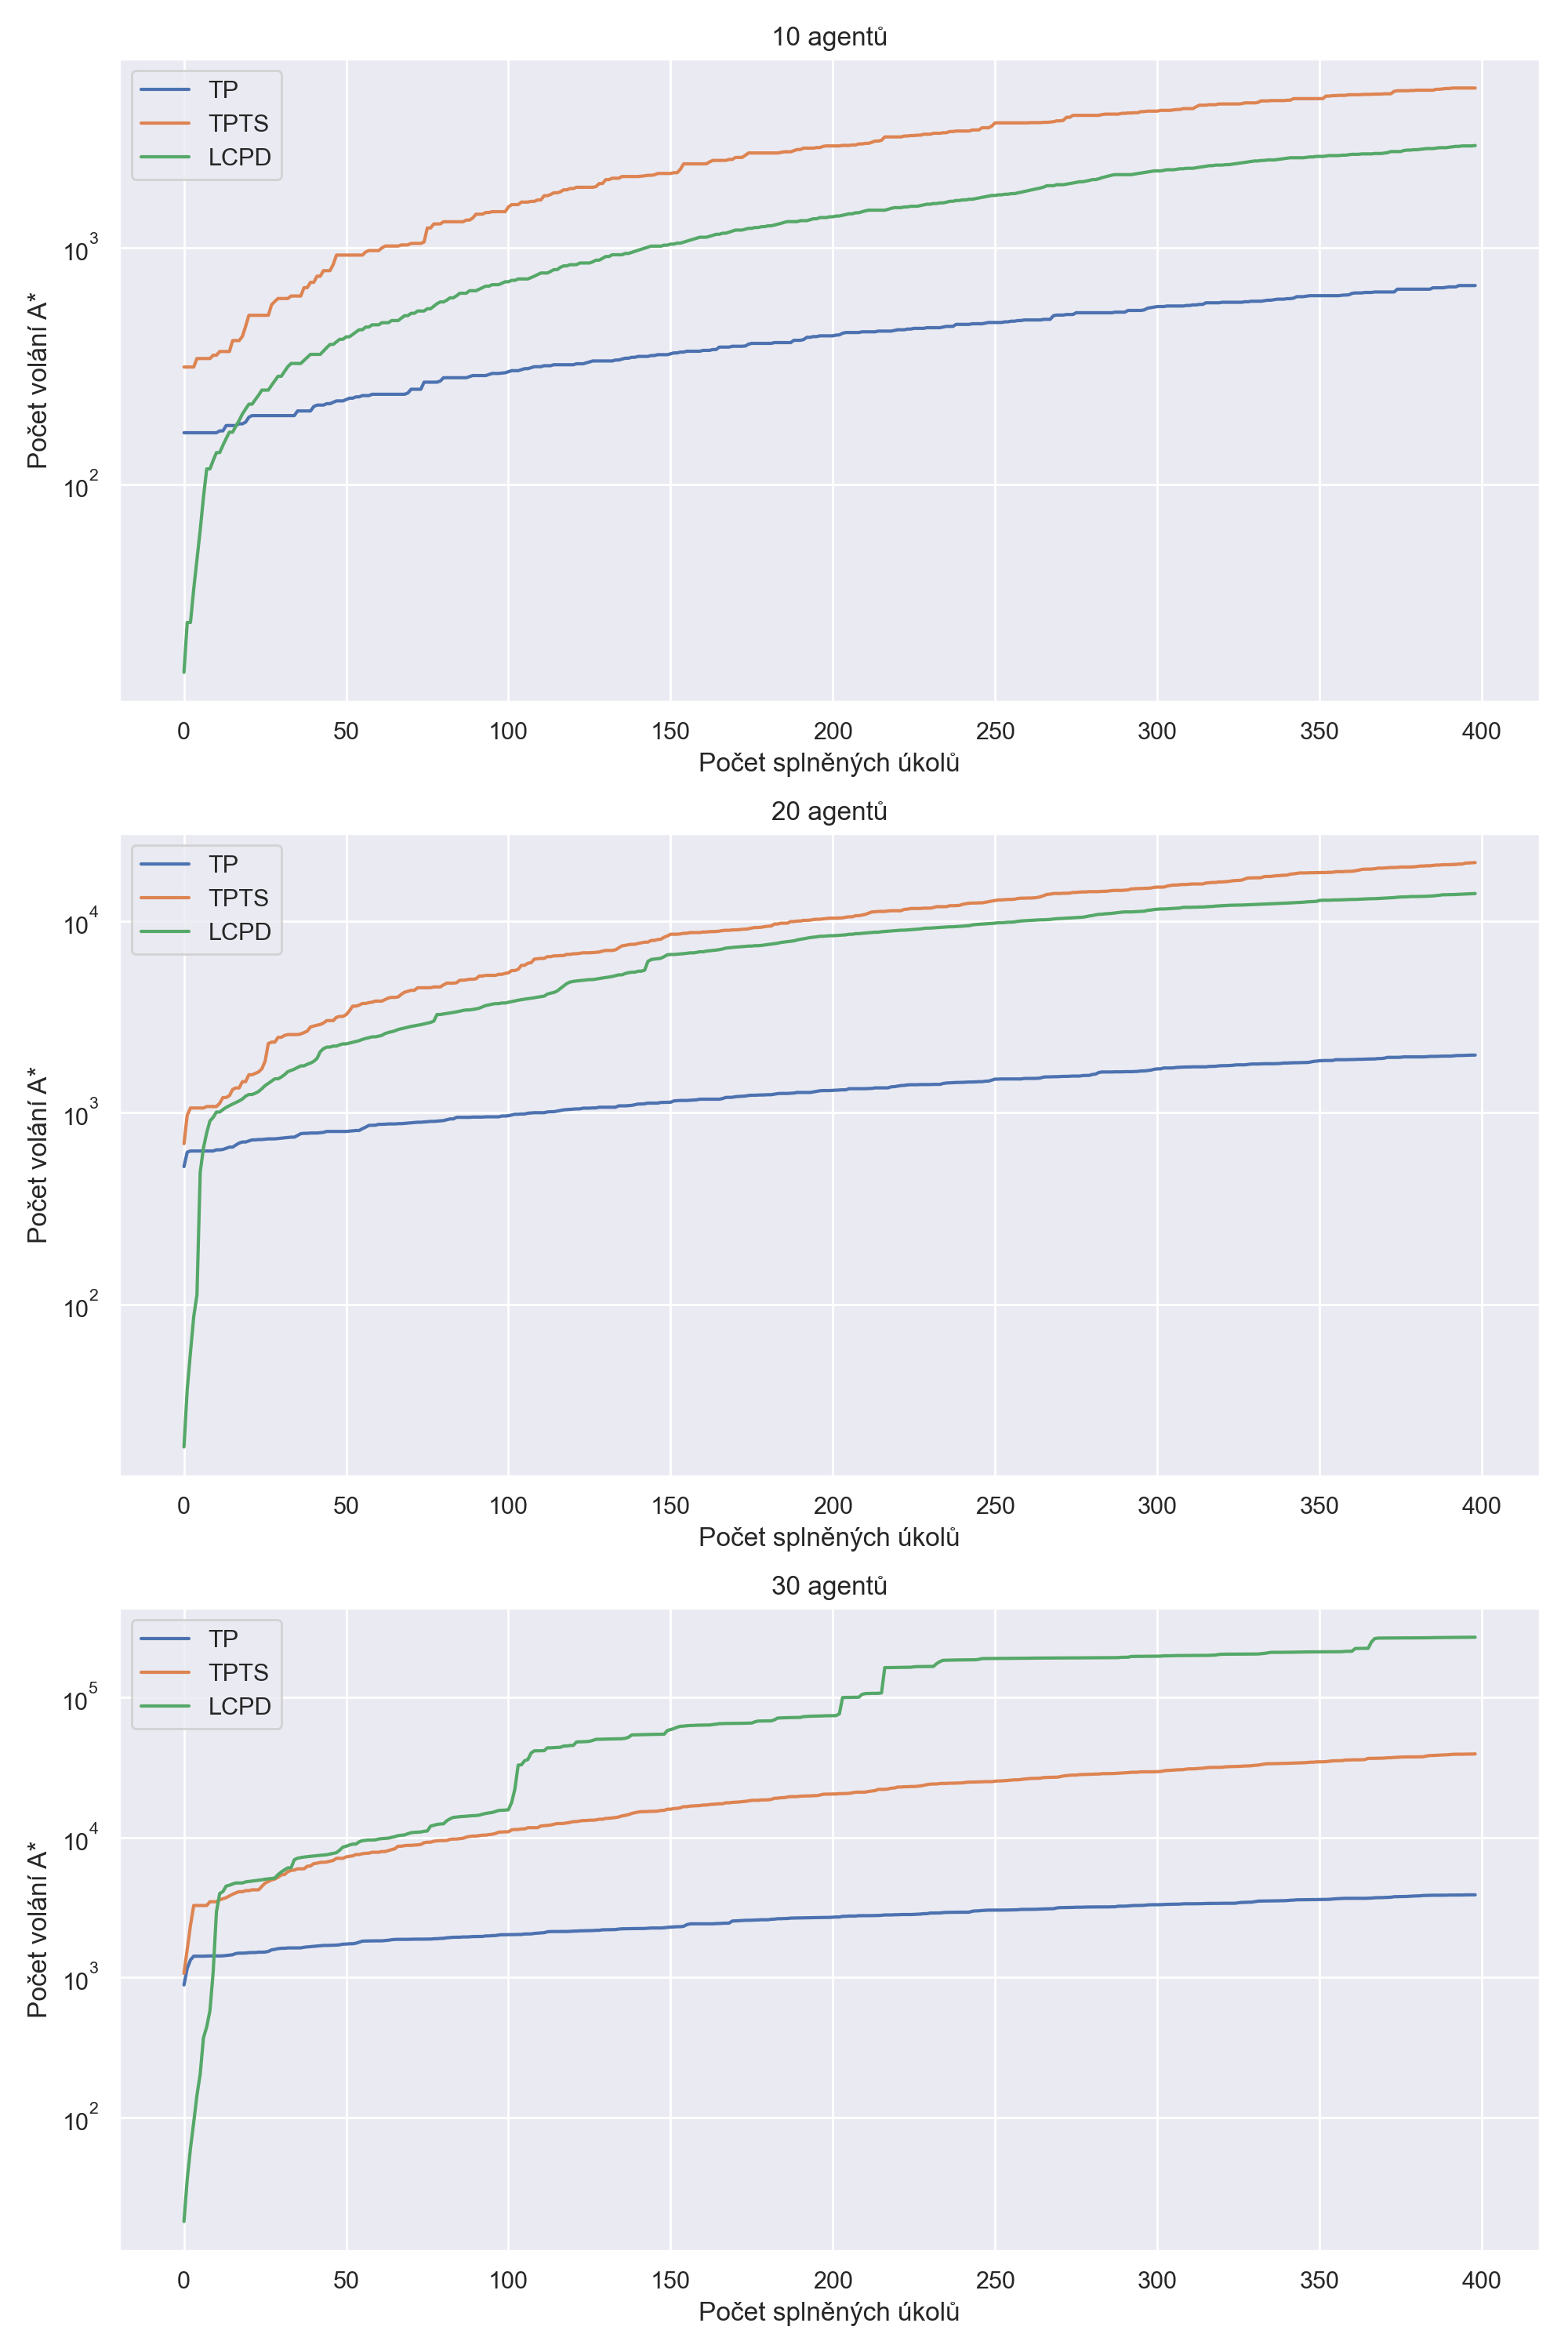 10 agentů
TP
TPTS
LCPD
10^3
10^2
Počet volání A*
0 50 100 150 200 250 300 350 400
Počet splněných úkolů
20 agentů
TP
TPTS
LCPD
10^4
10^3
10^2
Počet volání A*
0 50 100 150 200 250 300 350 400
Počet splněných úkolů
30 agentů
TP
TPTS
LCPD
10^5
10^4
10^3
10^2
Počet volání A*
0 50 100 150 200 250 300 350 400
Počet splněných úkolů